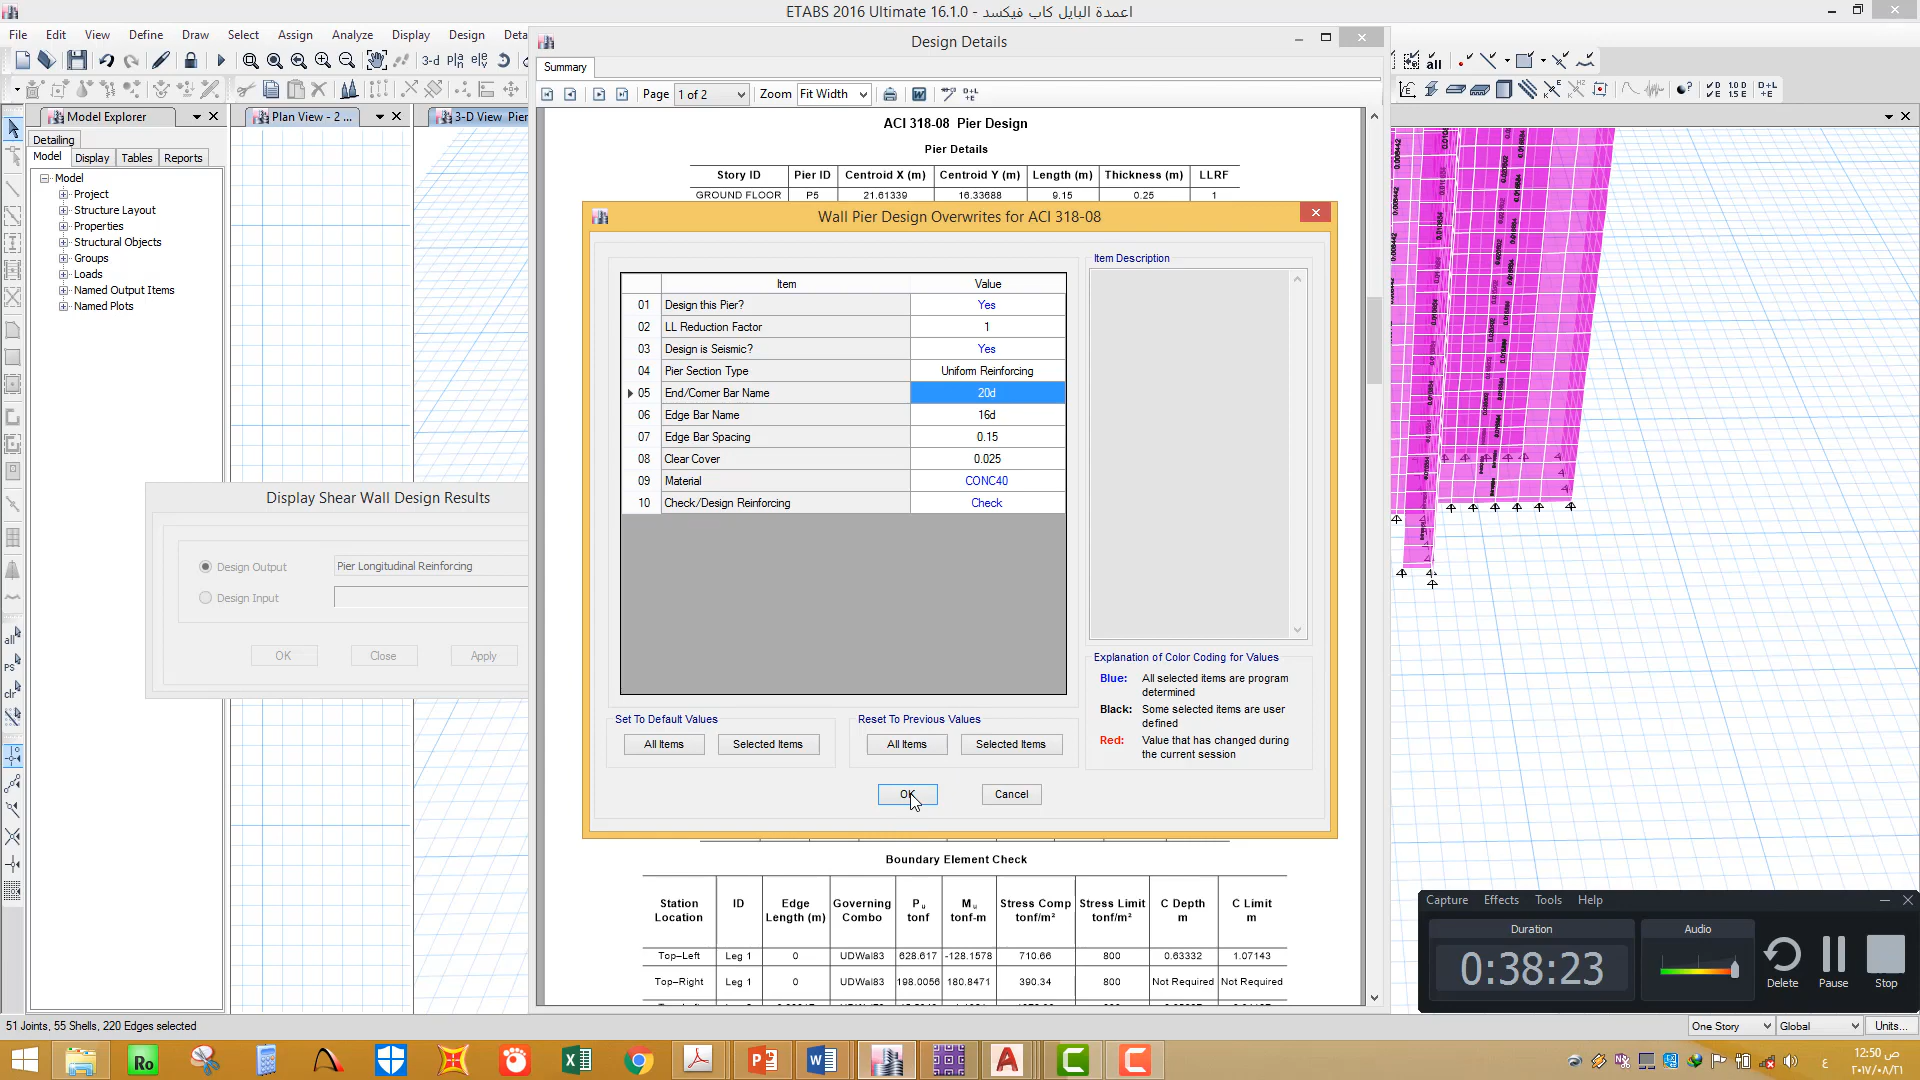 ETABS 2016 Ultimate 16.1.0 - اعمدة البايل كاب فيكسد
File Edit View Define Draw Select Assign Analyze Display Design Deta
Design Details
Summary
Page 1 of 2 Zoom Fit Width
3-d
all
Model Explorer
Plan View - 2 ...
3-D View Pier
Detailing
Model Display Tables Reports
Model
Project
Structure Layout
Properties
Structural Objects
Groups
Loads
Named Output Items
Named Plots
ACI 318-08 Pier Design
Pier Details
Story ID Pier ID Centroid X (m) Centroid Y (m) Length (m) Thickness (m) LLRF
GROUND FLOOR P5 21.61339 16.33688 9.15 0.25 1
Wall Pier Design Overwrites for ACI 318-08
Item Value
01 Design this Pier? Yes
02 LL Reduction Factor 1
03 Design is Seismic? Yes
04 Pier Section Type Uniform Reinforcing
05 End/Corner Bar Name 20d
06 Edge Bar Name 16d
07 Edge Bar Spacing 0.15
08 Clear Cover 0.025
09 Material CONC40
10 Check/Design Reinforcing Check
Item Description
Explanation of Color Coding for Values
Blue: All selected items are program determined
Black: Some selected items are user defined
Red: Value that has changed during the current session
Set To Default Values
All Items Selected Items
Reset To Previous Values
All Items Selected Items
OK Cancel
Display Shear Wall Design Results
Design Output Pier Longitudinal Reinforcing
Design Input
OK Close Apply
all
ps
clr
Boundary Element Check
Station Location ID Edge Length (m) Governing Combo Pu tonf Mu tonf-m Stress Comp tonf/m² Stress Limit tonf/m² C Depth m C Limit m
Top-Left Leg 1 0 UDWal83 628.617 -128.1578 710.66 800 0.63332 1.07143
Top-Right Leg 1 0 UDWal83 198.0056 180.8471 390.34 800 Not Required Not Required
Capture Effects Tools Help
Duration
0:38:23
Audio
Delete Pause Stop
51 Joints, 55 Shells, 220 Edges selected
One Story Global Units...
12:50 ص
٢٠١٧/٠٨/٢١
ع